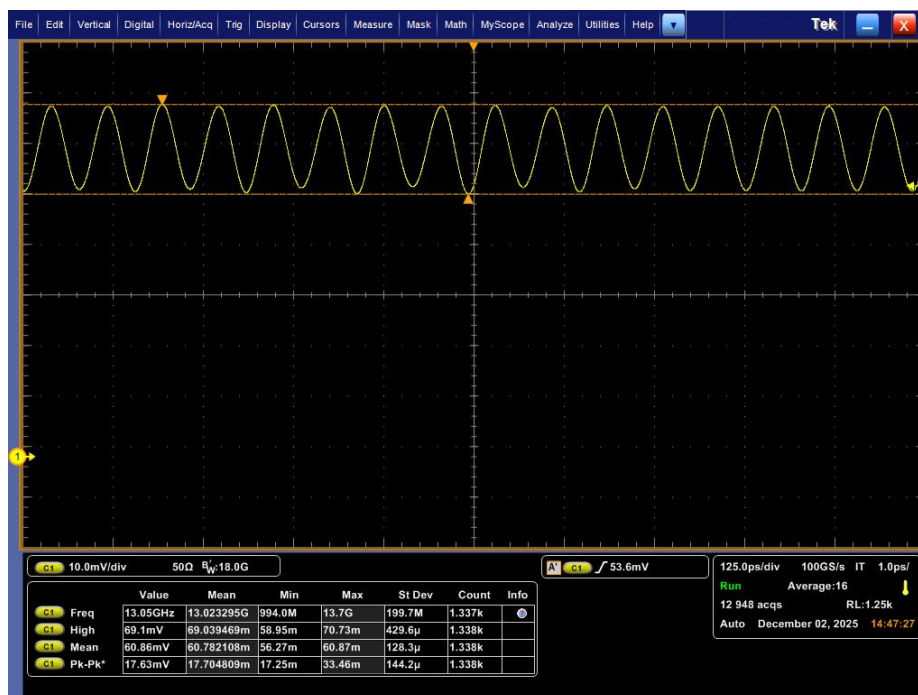 File Edit Vertical Digital Horiz/Acq Trig Display Cursors Measure Mask Math MyScope Analyze Utilities Help Tek X
1
C1 10.0mV/div 50Ω BW:18.0G
A' C1 53.6mV
125.0ps/div 100GS/s IT 1.0ps/
Run Average:16
12 948 acqs RL:1.25k
Auto December 02, 2025 14:47:27
Value Mean Min Max St Dev Count Info
C1 Freq 13.05GHz 13.023295G 994.0M 13.7G 199.7M 1.337k
C1 High 69.1mV 69.039469m 58.95m 70.73m 429.6µ 1.338k
C1 Mean 60.86mV 60.782108m 56.27m 60.87m 128.3µ 1.338k
C1 Pk-Pk* 17.63mV 17.704809m 17.25m 33.46m 144.2µ 1.338k